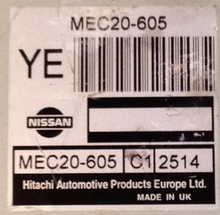 MEC20-605
YE
NISSAN
MEC20-605 C1 2514
Hitachi Automotive Products Europe Ltd.
MADE IN UK